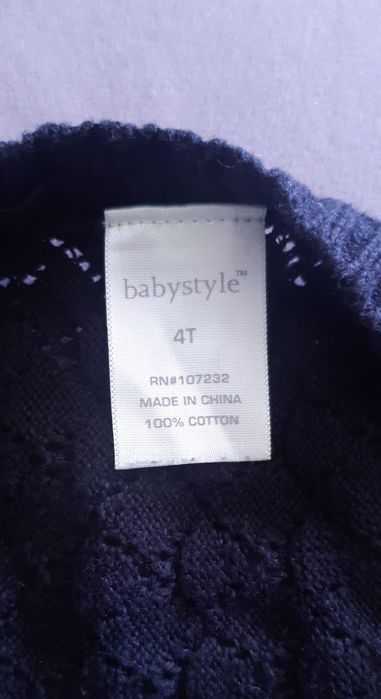 babystyle™
4T
RN#107232
MADE IN CHINA
100% COTTON